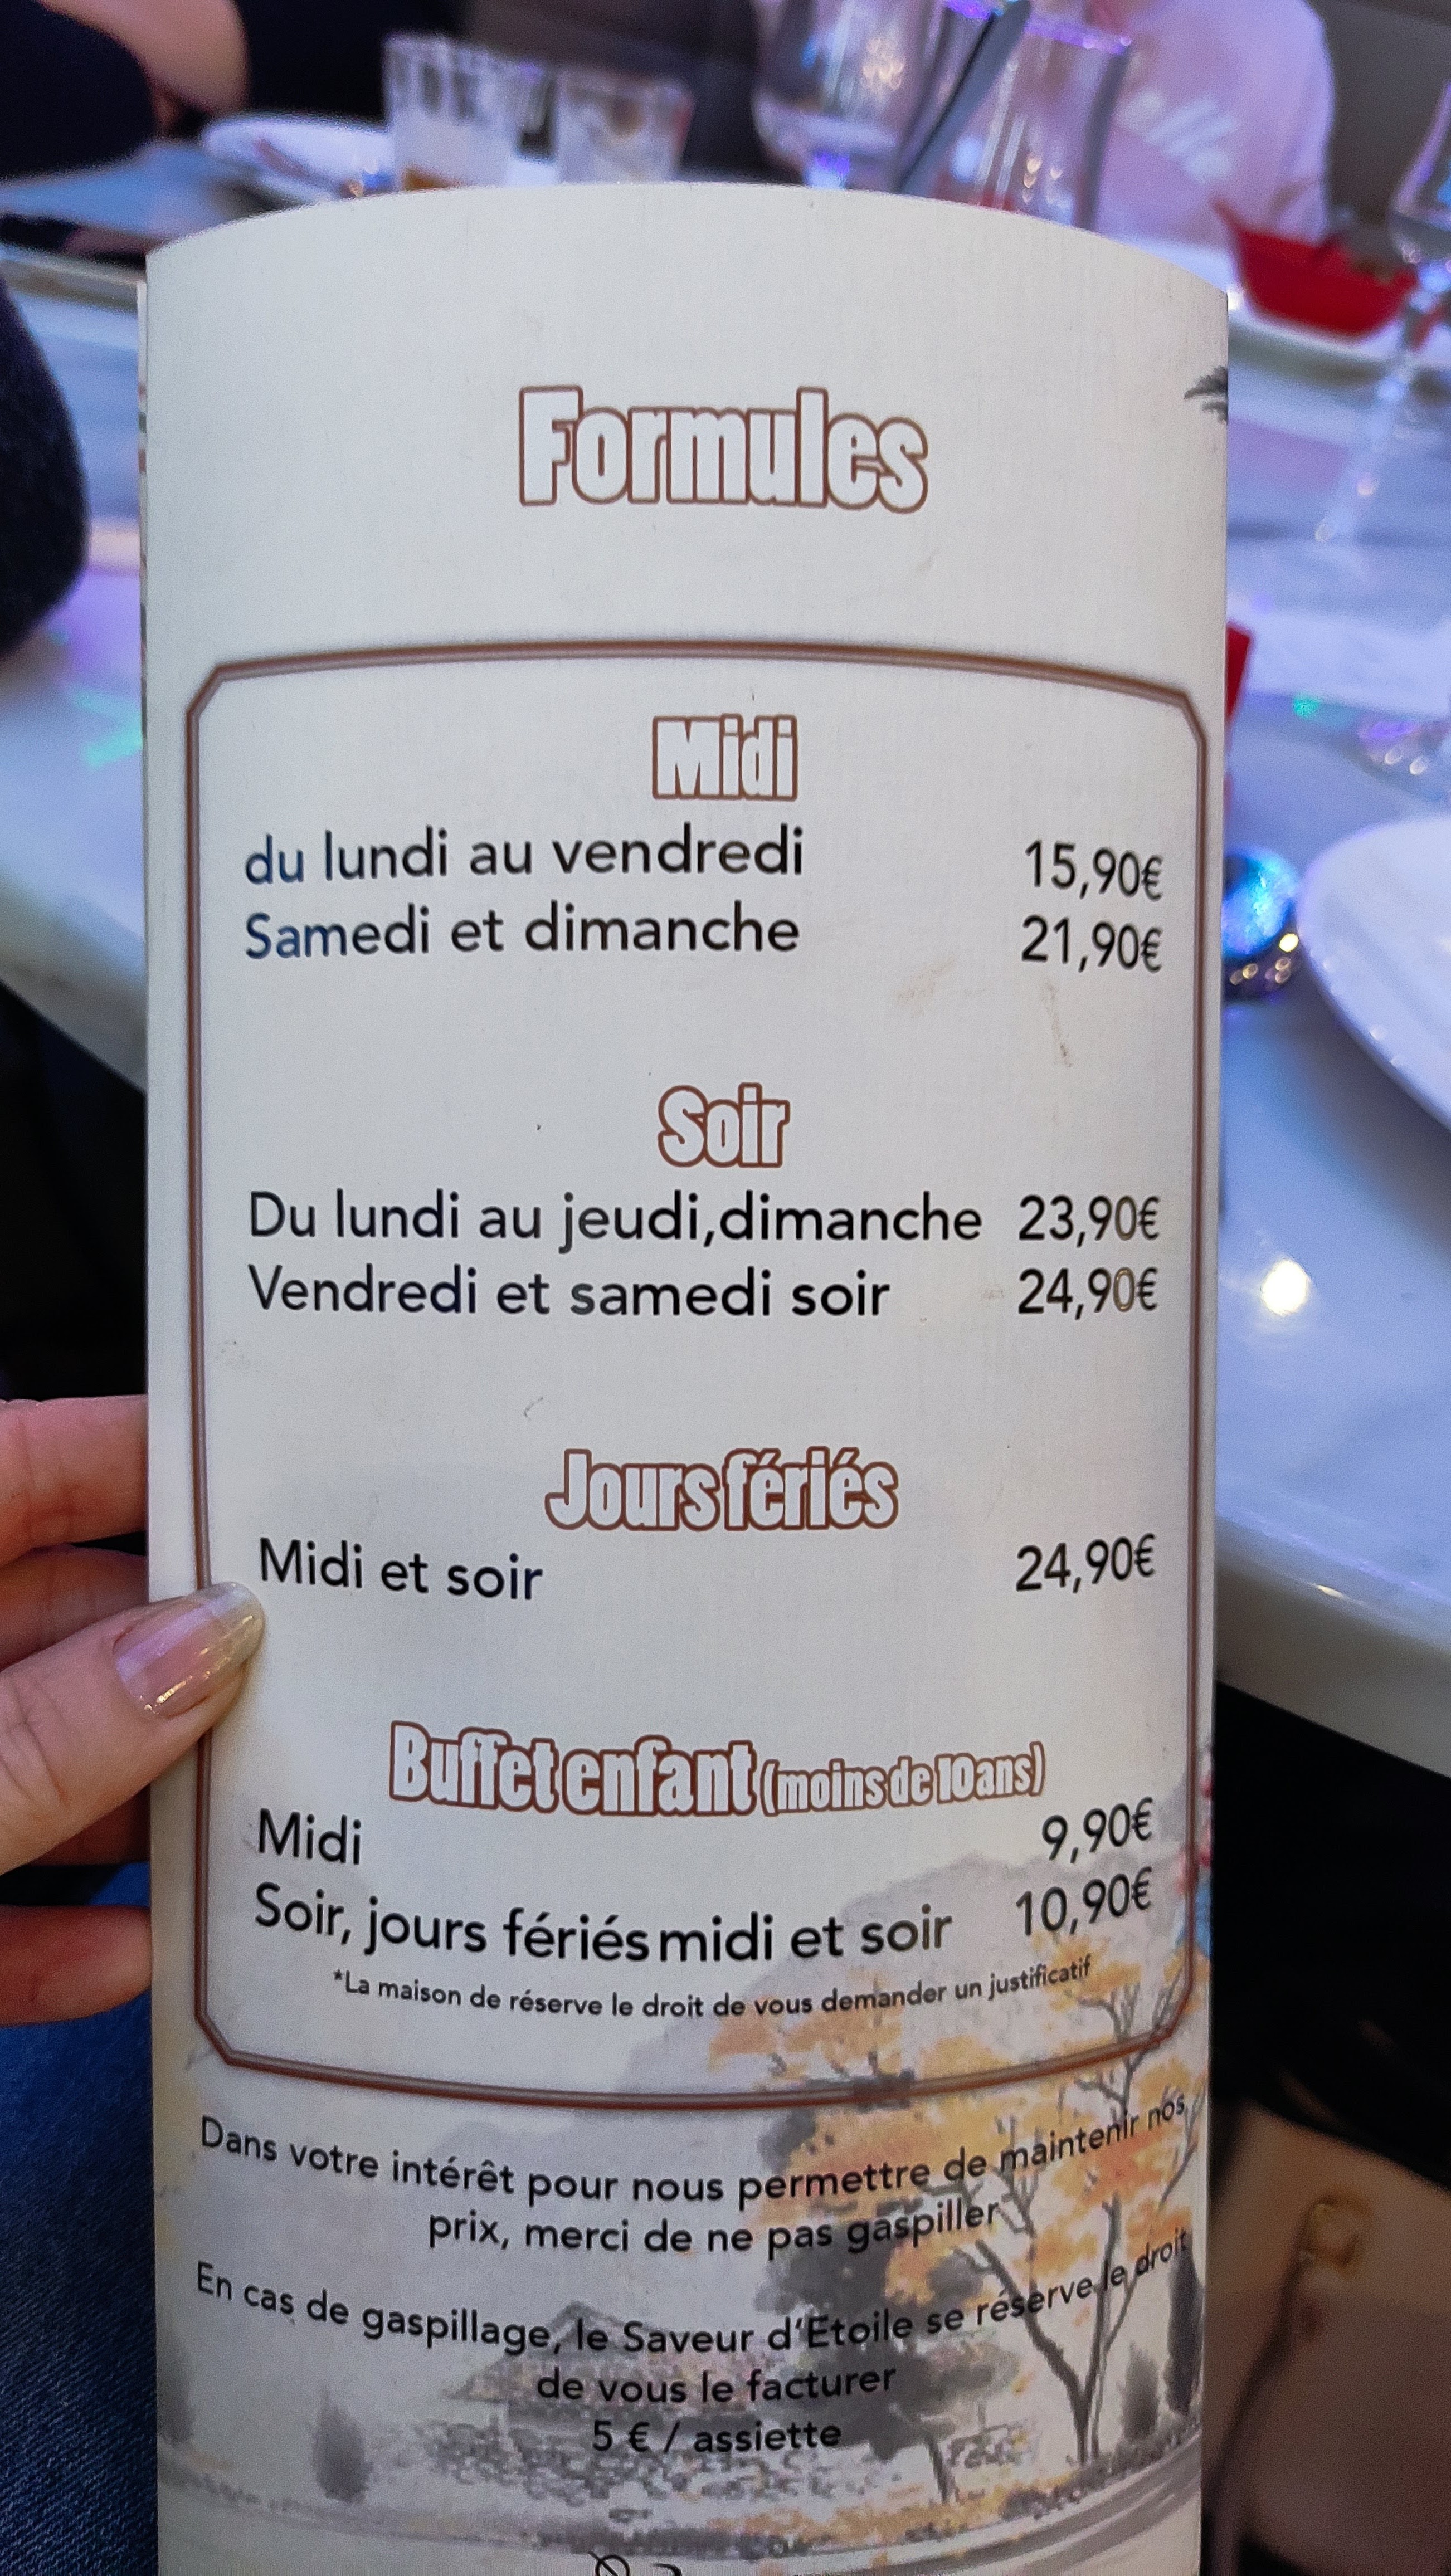 Formules
Midi
du lundi au vendredi 15,90€
Samedi et dimanche 21,90€
Soir
Du lundi au jeudi,dimanche 23,90€
Vendredi et samedi soir 24,90€
Jours fériés
Midi et soir 24,90€
Buffet enfant (moins de 10ans)
Midi 9,90€
Soir, jours fériés midi et soir 10,90€
*La maison de réserve le droit de vous demander un justificatif
Dans votre intérêt pour nous permettre de maintenir nos
prix, merci de ne pas gaspiller
En cas de gaspillage, le Saveur d'Etoile se réserve le droit
de vous le facturer
5 € / assiette